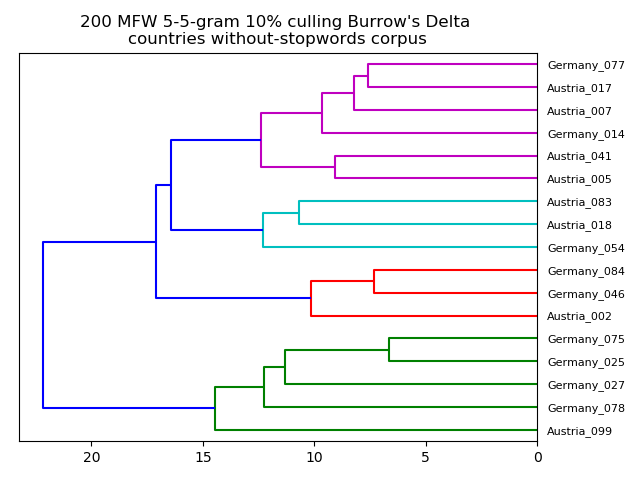 200 MFW 5-5-gram 10% culling Burrow's Delta
countries without-stopwords corpus
Germany_077
Austria_017
Austria_007
Germany_014
Austria_041
Austria_005
Austria_083
Austria_018
Germany_054
Germany_084
Germany_046
Austria_002
Germany_075
Germany_025
Germany_027
Germany_078
Austria_099
20 15 10 5 0